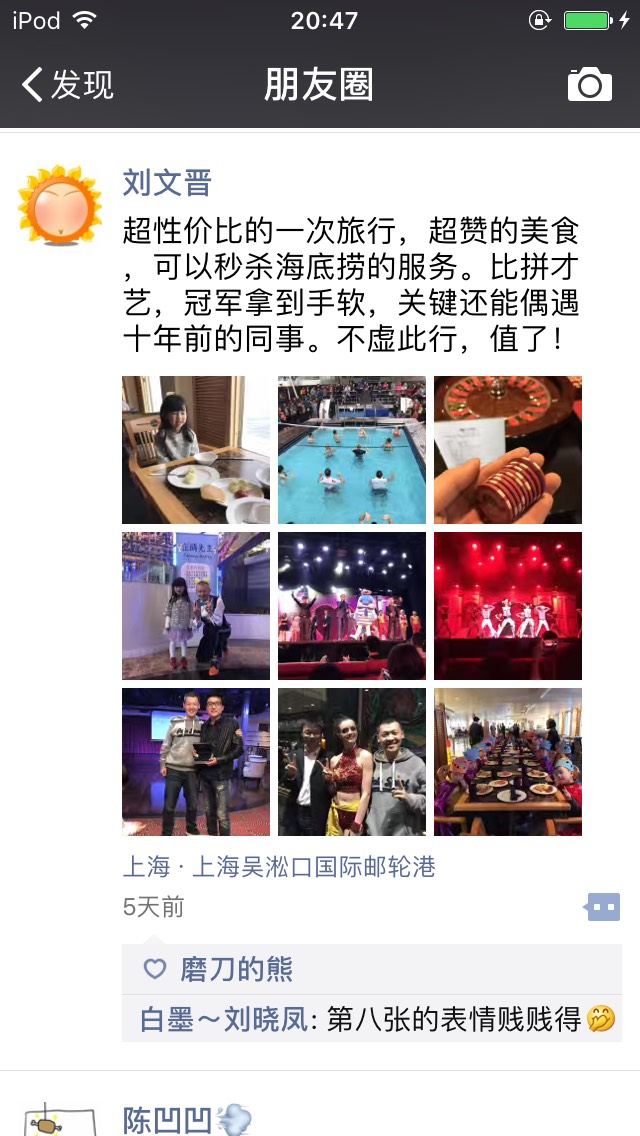 iPod
20:47
发现
朋友圈
刘文晋
超性价比的一次旅行，超赞的美食
，可以秒杀海底捞的服务。比拼才
艺，冠军拿到手软，关键还能偶遇
十年前的同事。不虚此行，值了！
上海 · 上海吴淞口国际邮轮港
5天前
磨刀的熊
白墨～刘晓凤: 第八张的表情贱贱得🤭
陈凹凹💨